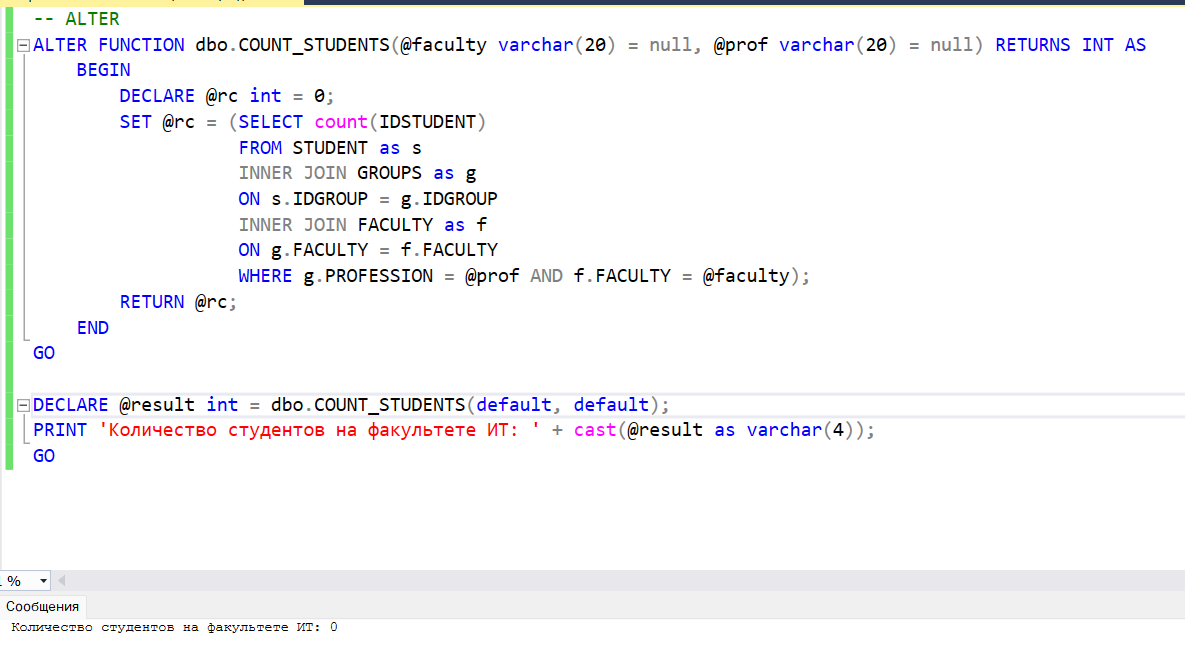 -- ALTER
ALTER FUNCTION dbo.COUNT_STUDENTS(@faculty varchar(20) = null, @prof varchar(20) = null) RETURNS INT AS
BEGIN
DECLARE @rc int = 0;
SET @rc = (SELECT count(IDSTUDENT)
FROM STUDENT as s
INNER JOIN GROUPS as g
ON s.IDGROUP = g.IDGROUP
INNER JOIN FACULTY as f
ON g.FACULTY = f.FACULTY
WHERE g.PROFESSION = @prof AND f.FACULTY = @faculty);
RETURN @rc;
END
GO
DECLARE @result int = dbo.COUNT_STUDENTS(default, default);
PRINT 'Количество студентов на факультете ИТ: ' + cast(@result as varchar(4));
GO
%
Сообщения
Количество студентов на факультете ИТ: 0